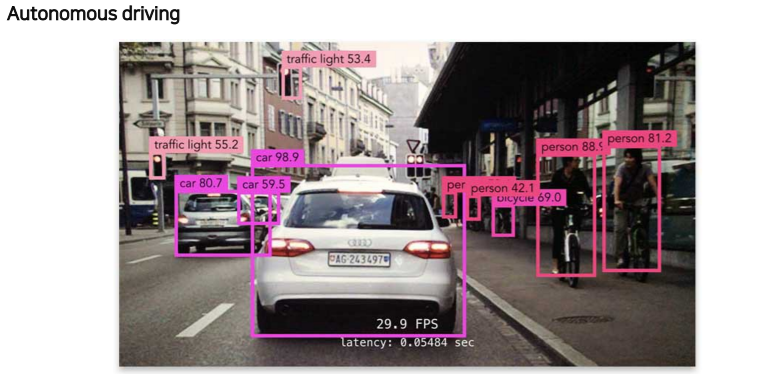 Autonomous driving
traffic light 53.4
traffic light 55.2
car 98.9
person 88.9
person 81.2
car 80.7
car 59.5
person 42.1
bicycle 69.0
AG·243497
29.9 FPS
latency: 0.05484 sec